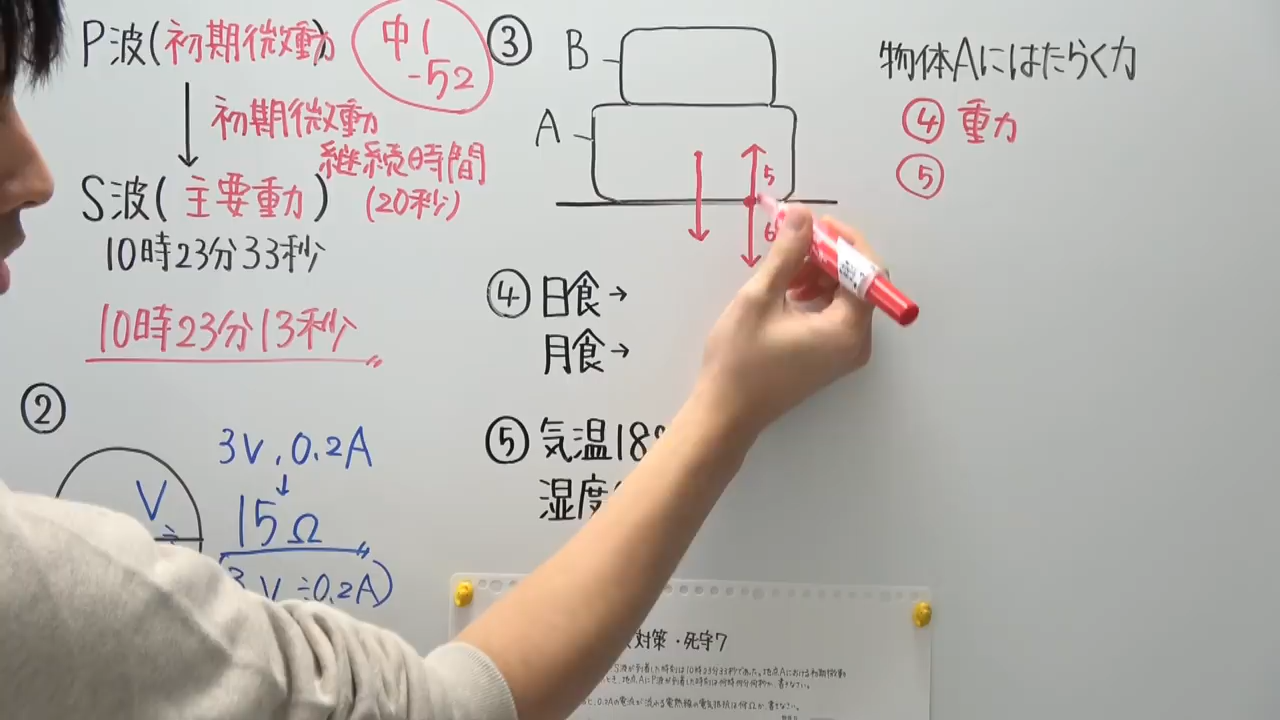 P波(初期微動)
中1
-52
初期微動
継続時間
(20秒)
S波(主要動)
10時23分33秒
10時23分13秒
②
V
3V,0.2A
15Ω
V÷0.2A)
③
B
A
5
6
物体Aにはたらく力
④重力
⑤
④日食→
月食→
⑤気温18
湿度
対策・死守7